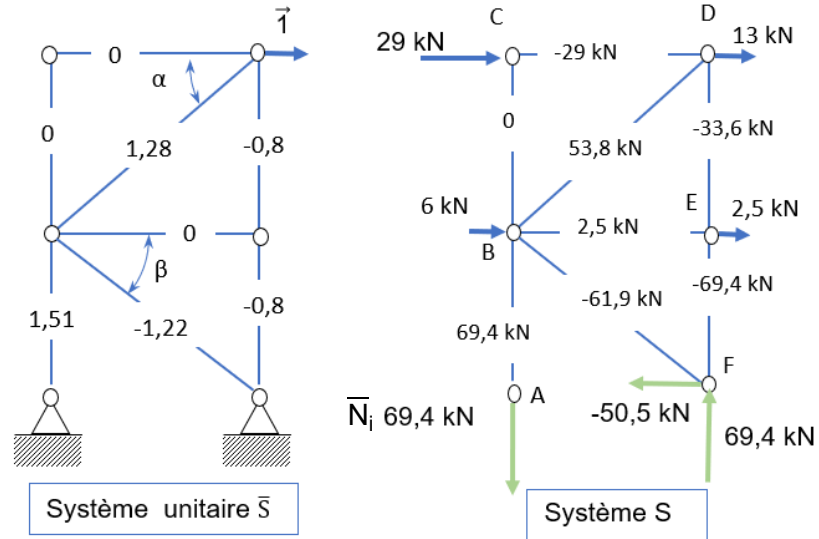 0
1
α
0
1,28
-0,8
0
β
1,51
-1,22
-0,8
Système unitaire S̅
C
D
29 kN
-29 kN
13 kN
0
53,8 kN
-33,6 kN
6 kN
B
2,5 kN
E
2,5 kN
-61,9 kN
-69,4 kN
69,4 kN
F
A
N̅i 69,4 kN
-50,5 kN
69,4 kN
Système S